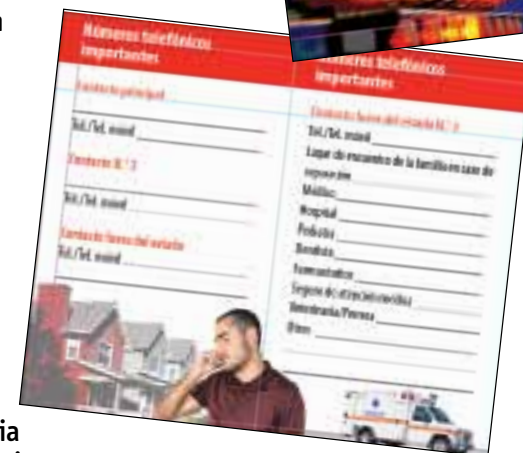 Números telefónicos
importantes
Contacto principal
Tel./Tel. móvil
Contacto N.° 2
Tel./Tel. móvil
Contacto fuera del estado
Tel./Tel. móvil
Números telefónicos
importantes
Contacto fuera del estado N.° 2
Tel./Tel. móvil
Lugar de encuentro de la familia en caso de
separación
Médico
Hospital
Pediatra
Dentista
Farmacéutico
Seguro de atención médica
Veterinario/Perrera
Otros
ia